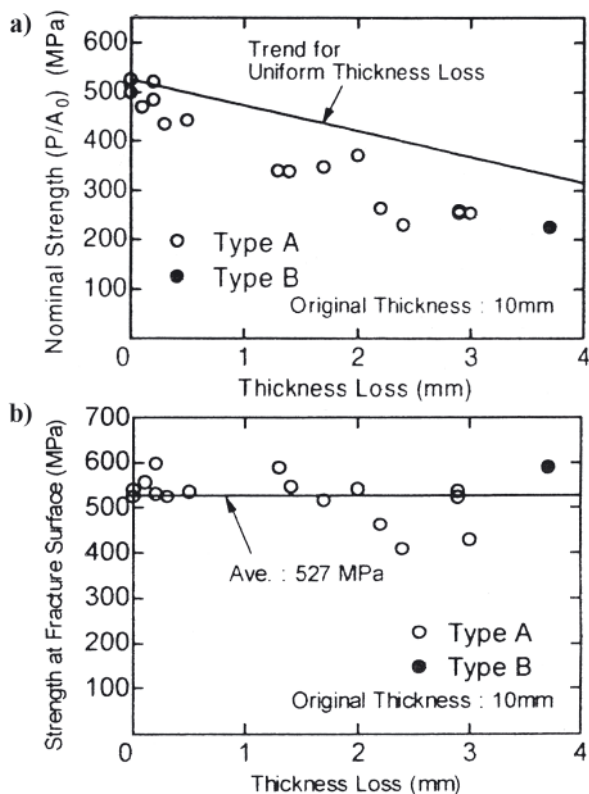 a)
600
500
400
300
200
100
Nominal Strength (P/A₀) (MPa)
Trend for
Uniform Thickness Loss
Type A
Type B
Original Thickness : 10mm
0
1
2
3
4
Thickness Loss (mm)
b)
700
600
500
400
300
200
100
Strength at Fracture Surface (MPa)
Ave. : 527 MPa
Type A
Type B
Original Thickness : 10mm
0
1
2
3
4
Thickness Loss (mm)